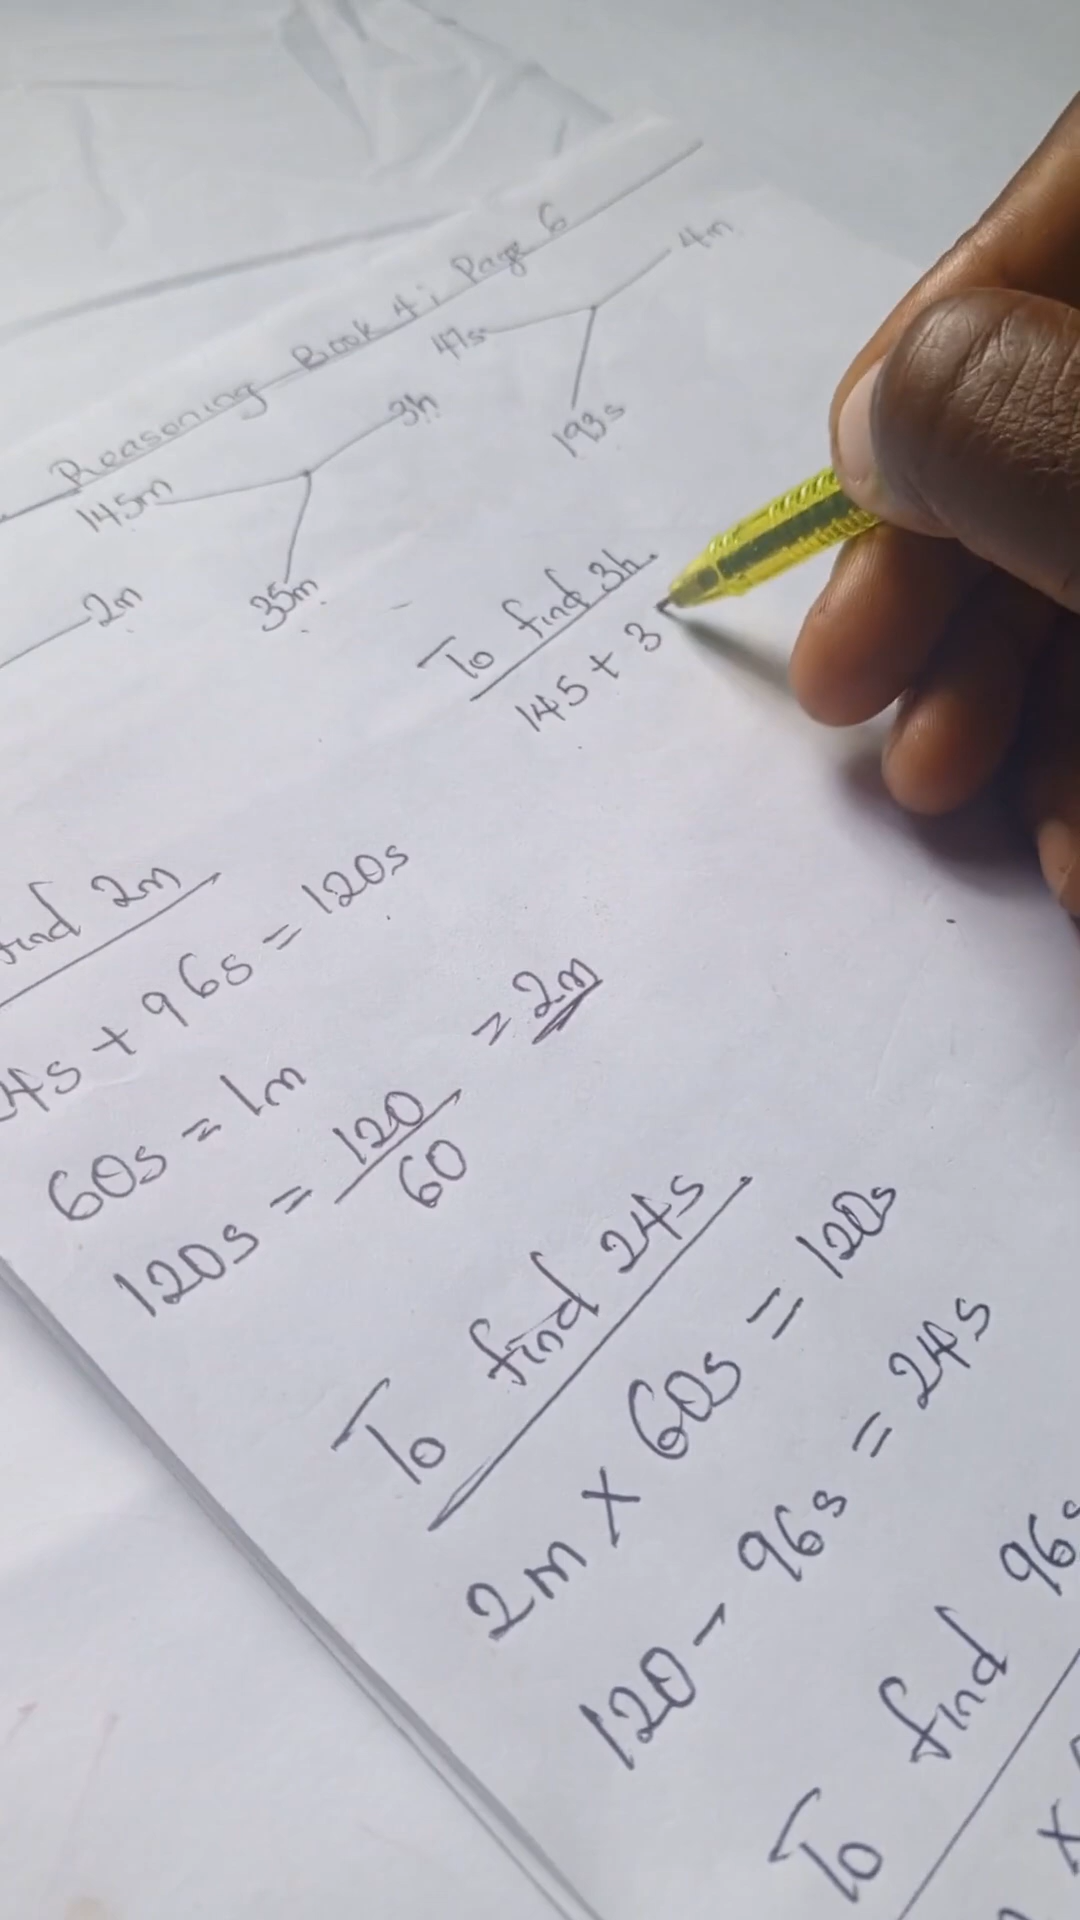 Reasoning Book 4; Page 6
4m
47s
193s
3h
145m
35m
2m
To find 3h.
145 + 3
find 2m
4s + 96s = 120s
60s = 1m
120s = 120/60 = 2m
To find 24s
2m x 60s = 120s
120 - 96s = 24s
To find 96s
x